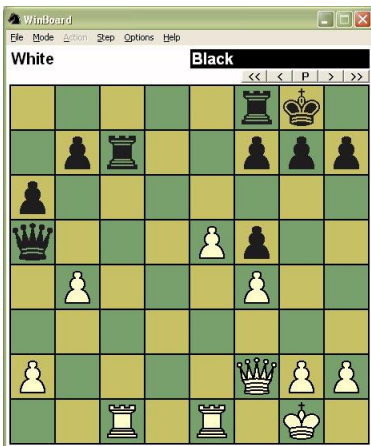 WinBoard
File Mode Action Step Options Help
White Black
<< < P > >>